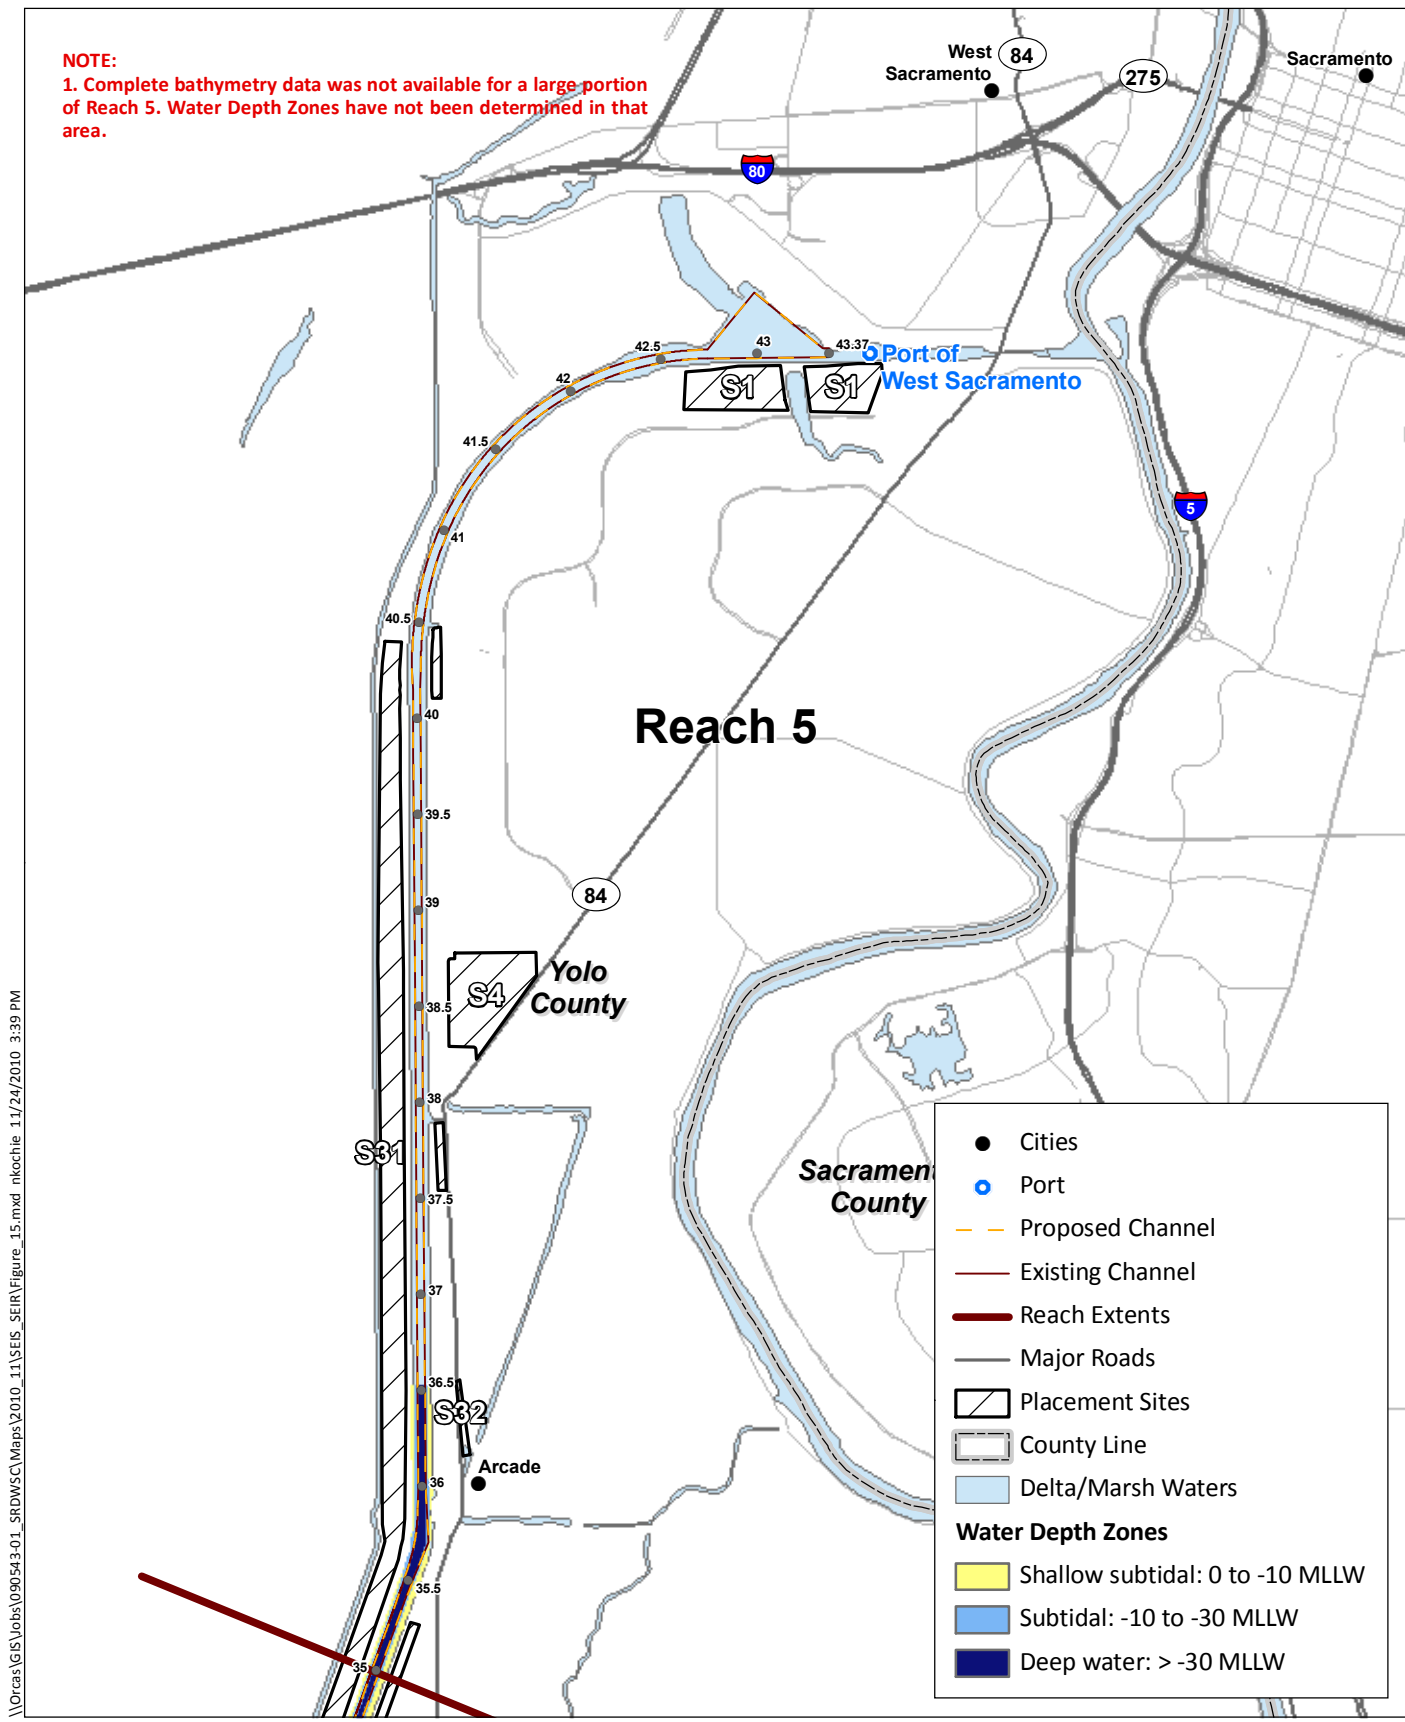 NOTE:
1. Complete bathymetry data was not available for a large portion
of Reach 5. Water Depth Zones have not been determined in that
area.
West
Sacramento
84
275
Sacramento
80
42.5
43
43.37
Port of
West Sacramento
S1
S1
42
41.5
5
41
40.5
40
Reach 5
39.5
84
39
Yolo
County
S4
38.5
38
S31
37.5
Sacrament
County
37
36.5
S32
Arcade
36
35.5
35
Cities
Port
Proposed Channel
Existing Channel
Reach Extents
Major Roads
Placement Sites
County Line
Delta/Marsh Waters
Water Depth Zones
Shallow subtidal: 0 to -10 MLLW
Subtidal: -10 to -30 MLLW
Deep water: > -30 MLLW
\\Orcas\GIS\Jobs\090543-01_SRDWSC\Maps\2010_11\SEIS_SEIR\Figure_15.mxd nkochie 11/24/2010 3:39 PM